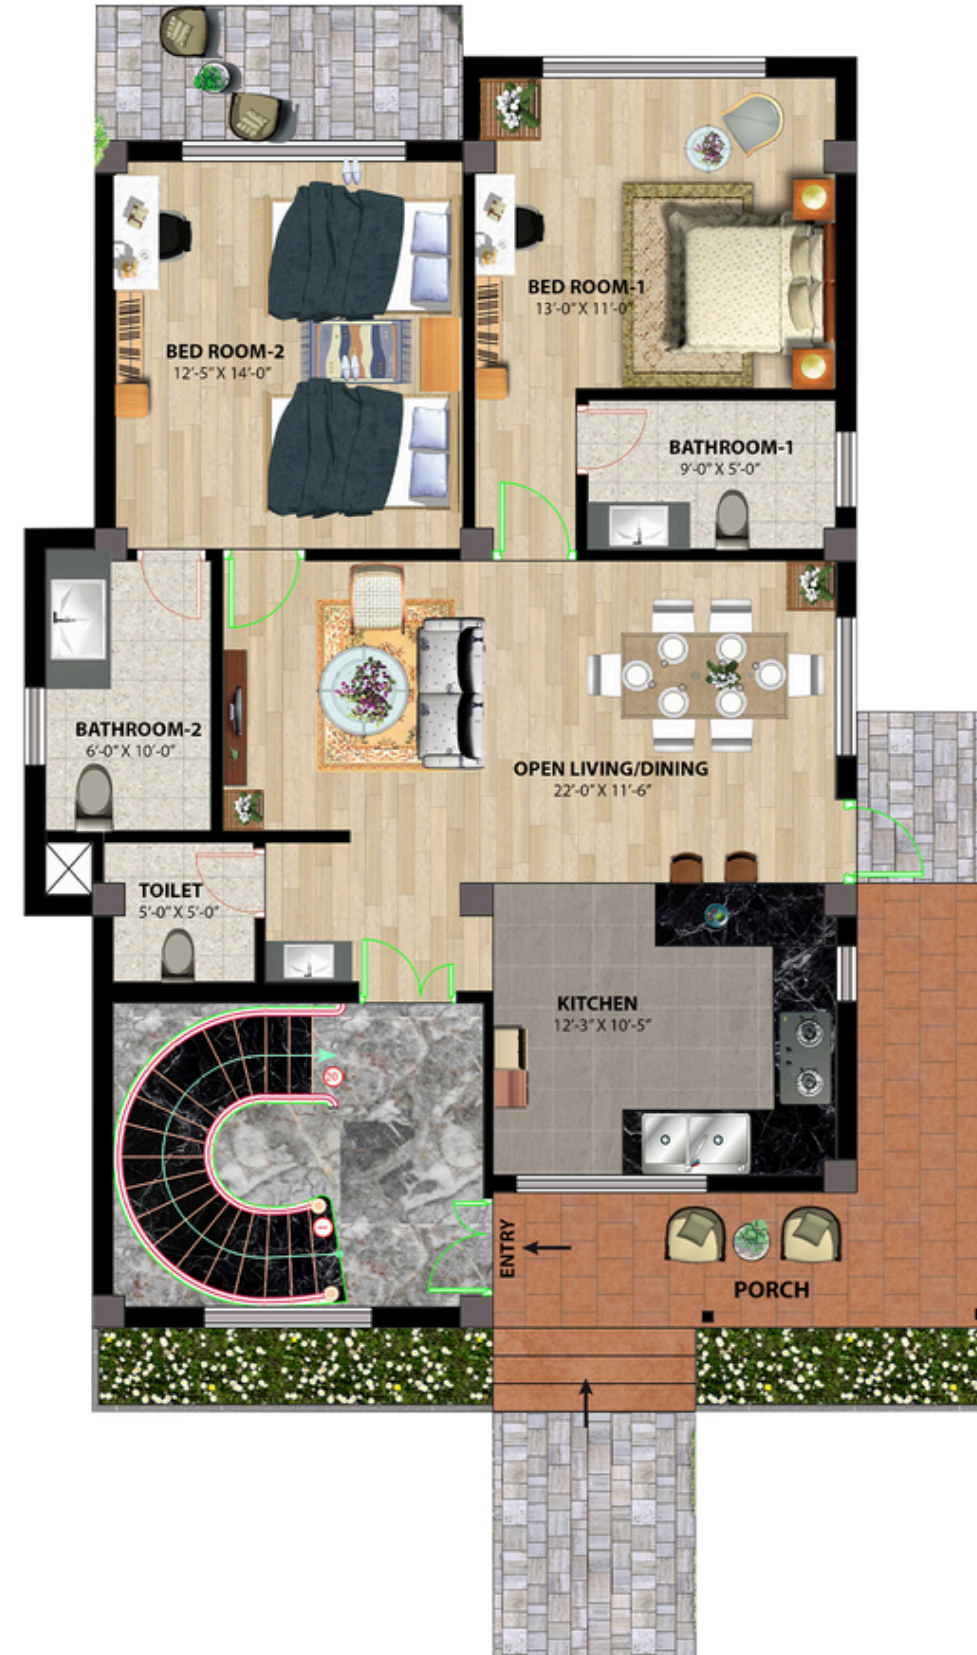 BED ROOM-1
13'-0" X 11'-0"
BED ROOM-2
12'-5" X 14'-0"
BATHROOM-1
9'-0" X 5'-0"
BATHROOM-2
6'-0" X 10'-0"
OPEN LIVING/DINING
22'-0" X 11'-6"
TOILET
5'-0" X 5'-0"
KITCHEN
12'-3" X 10'-5"
ENTRY
PORCH